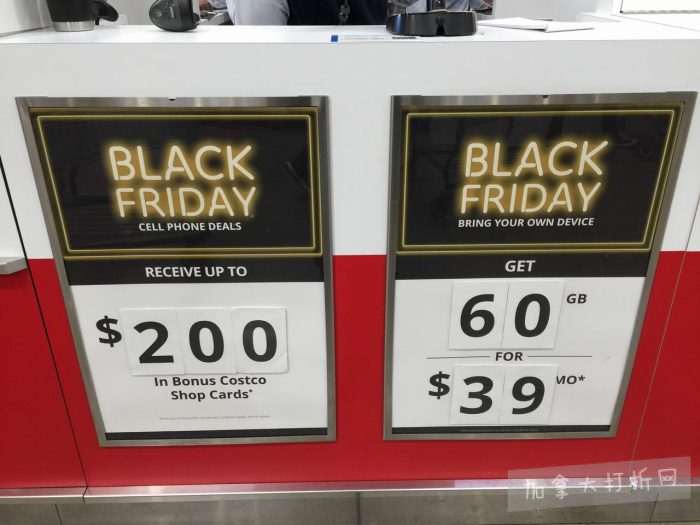 BLACK
FRIDAY
CELL PHONE DEALS
RECEIVE UP TO
$200
In Bonus Costco
Shop Cards*
BLACK
FRIDAY
BRING YOUR OWN DEVICE
GET
60 GB
FOR
$39 MO*
加拿大打折网